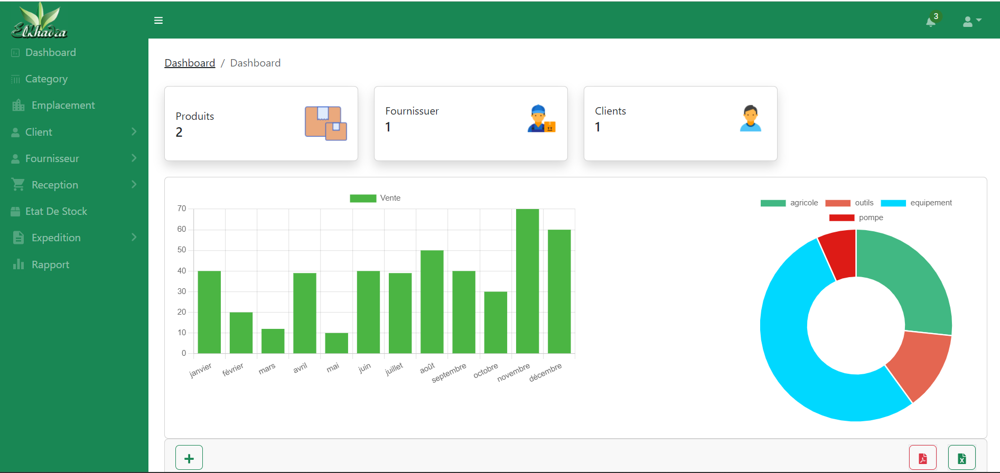 Elkhadra
3
Dashboard
Category
Emplacement
Client
Fournisseur
Reception
Etat De Stock
Expedition
Rapport
Dashboard / Dashboard
Produits
2
Fournissuer
1
Clients
1
Vente
70
60
50
40
30
20
10
0
janvier
février
mars
avril
mai
juin
juillet
août
septembre
octobre
novembre
décembre
agricole outils equipement
pompe